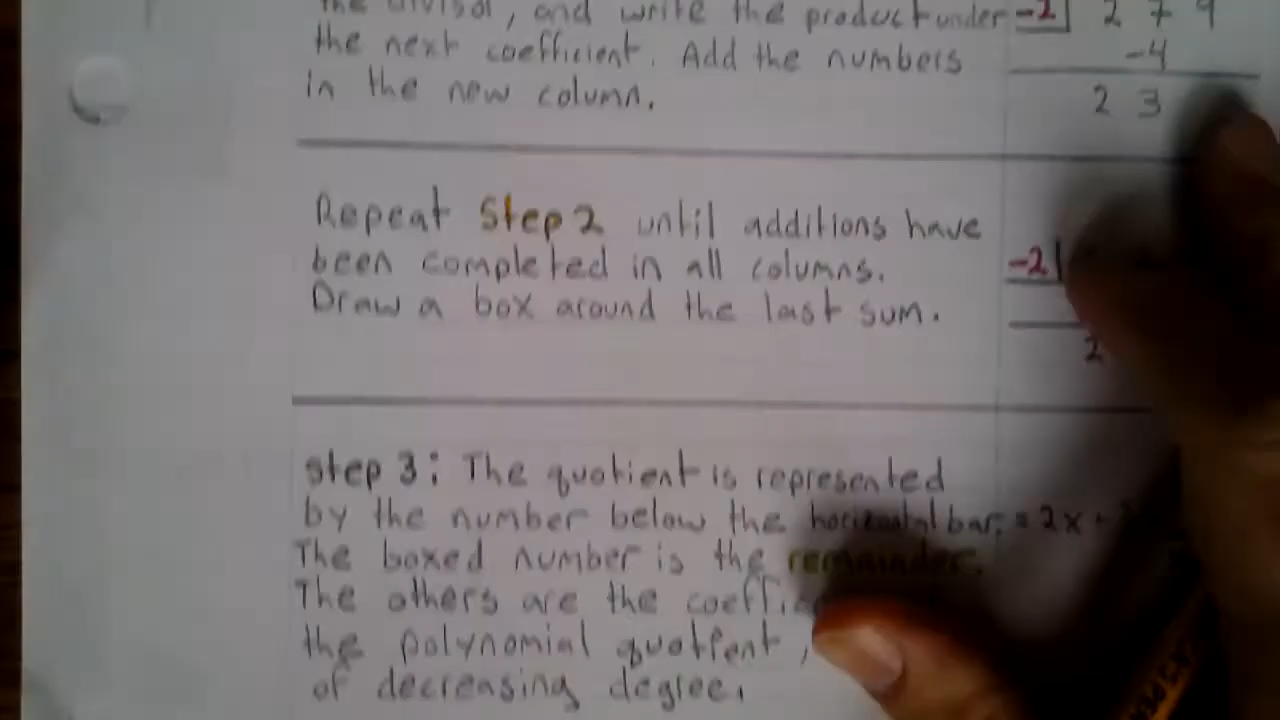 the divisor, and write the product under -2| 2 7 9
the next coefficient. Add the numbers -4
in the new column. 2 3
Repeat Step 2 until additions have
been completed in all columns. -2|
Draw a box around the last sum. 2
Step 3: The quotient is represented
by the number below the horizontal bar. = 2x +
The boxed number is the remainder.
The others are the
the polynomial quotient,
of decreasing degree.